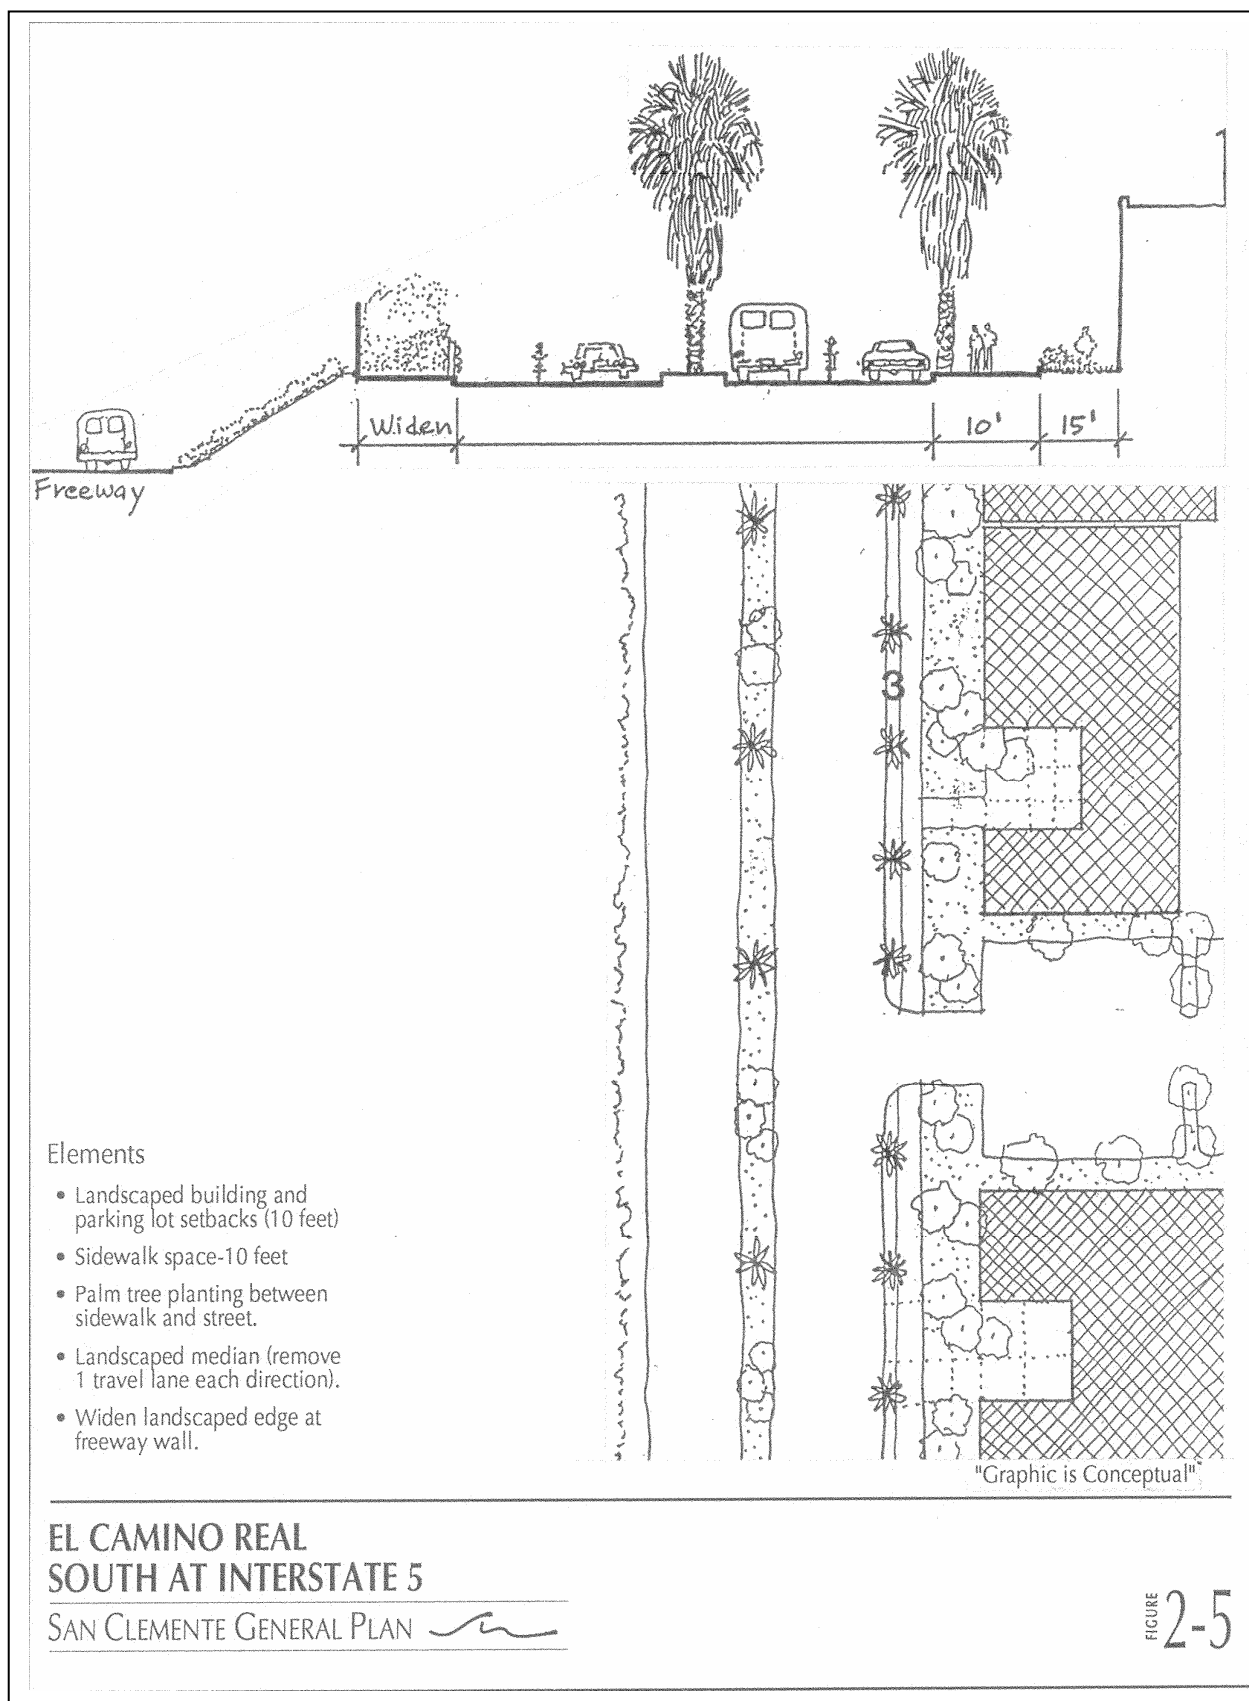 Widen
10'
15'
Freeway
3
Elements
• Landscaped building and
parking lot setbacks (10 feet)
• Sidewalk space-10 feet
• Palm tree planting between
sidewalk and street.
• Landscaped median (remove
1 travel lane each direction).
• Widen landscaped edge at
freeway wall.
"Graphic is Conceptual"
EL CAMINO REAL
SOUTH AT INTERSTATE 5
SAN CLEMENTE GENERAL PLAN
FIGURE
2-5